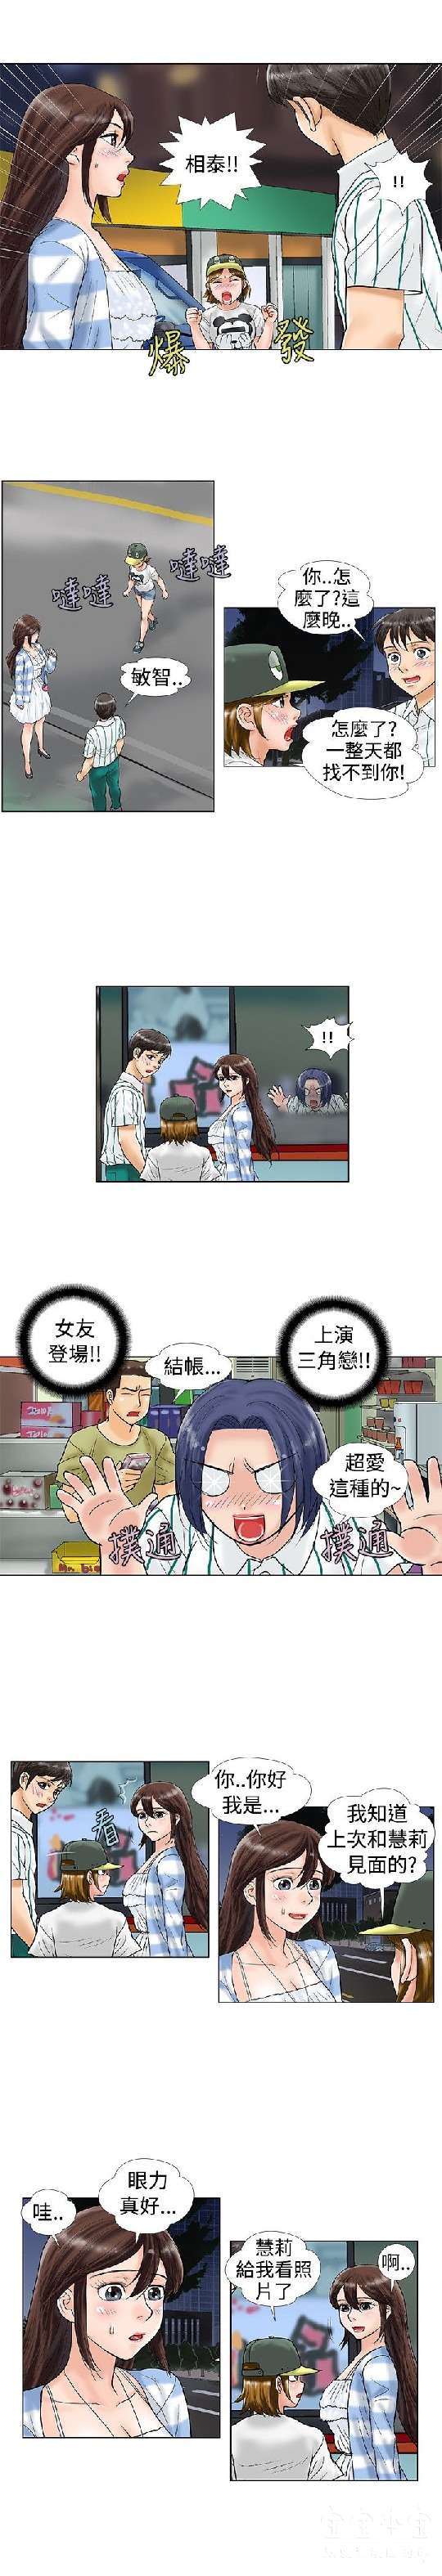 相泰!!
!!
爆發
噠噠
噠噠
敏智..
你..怎
麼了?這
麼晚..
怎麼了?
一整天都
找不到你!
!!
女友
登場!!
結帳...
上演
三角戀!!
超愛
這種的~
撲通
撲通
看
你..你好
我是...
我知道
上次和慧莉
見面的?
哇..
眼力
真好...
慧莉
給我看照
片了
啊..